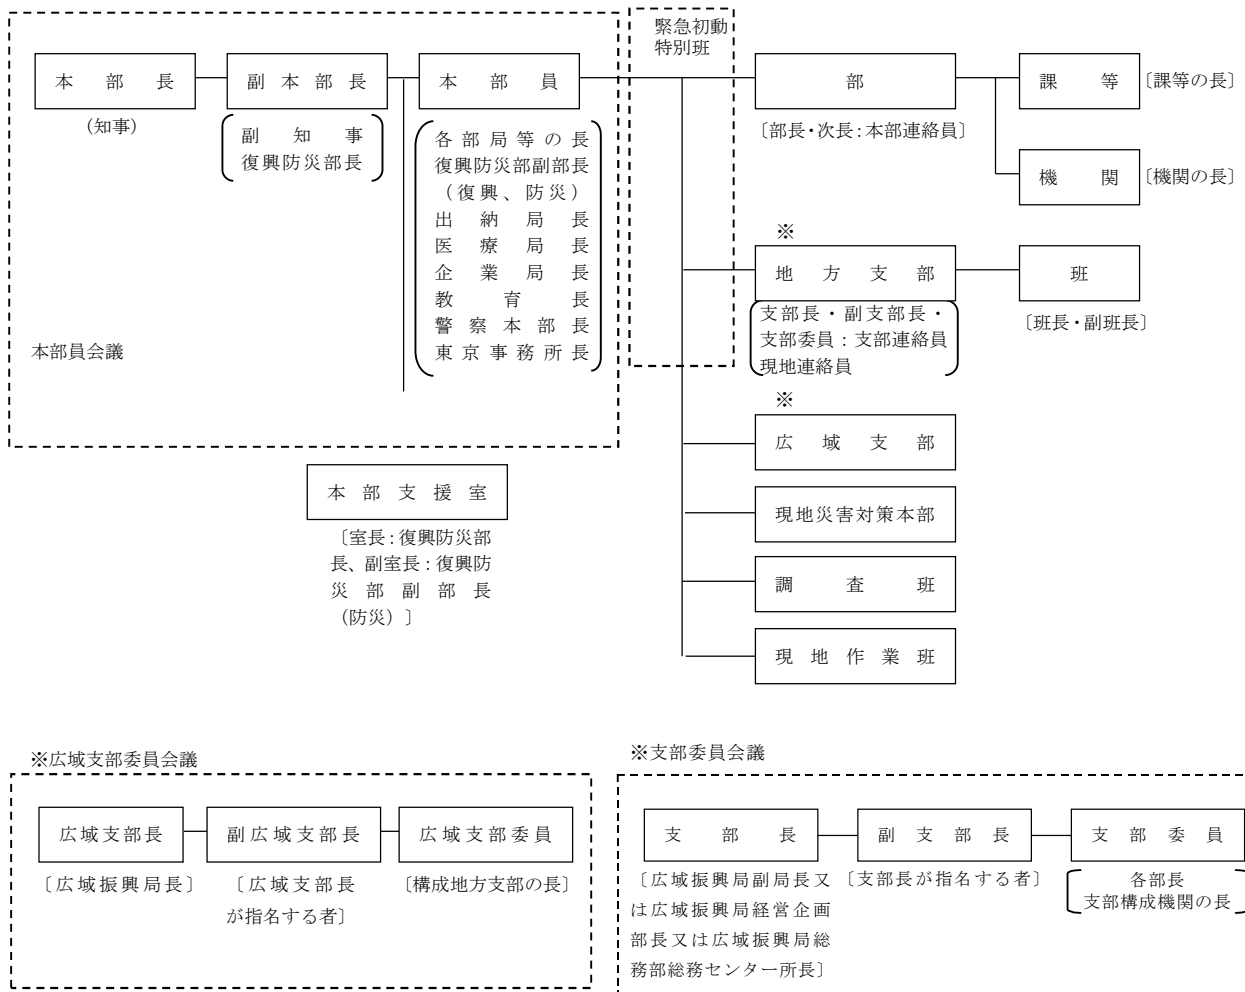 緊急初動
特別班
本部長
副本部長
本部員
部
課等
〔課等の長〕
（知事）
副知事
復興防災部長
各部局等の長
復興防災部副部長
（復興、防災）
出納局長
医療局長
企業局長
教育長
警察本部長
東京事務所長
本部員会議
〔部長・次長：本部連絡員〕
機関
〔機関の長〕
※
地方支部
班
支部長・副支部長・
支部委員：支部連絡員
現地連絡員
〔班長・副班長〕
※
広域支部
本部支援室
〔室長：復興防災部
長、副室長：復興防
災部副部長
（防災）〕
現地災害対策本部
調査班
現地作業班
※広域支部委員会議
広域支部長
副広域支部長
広域支部委員
〔広域振興局長〕
〔広域支部長
が指名する者〕
〔構成地方支部の長〕
※支部委員会議
支部長
副支部長
支部委員
〔広域振興局副局長又
は広域振興局経営企画
部長又は広域振興局総
務部総務センター所長〕
〔支部長が指名する者〕
各部長
支部構成機関の長